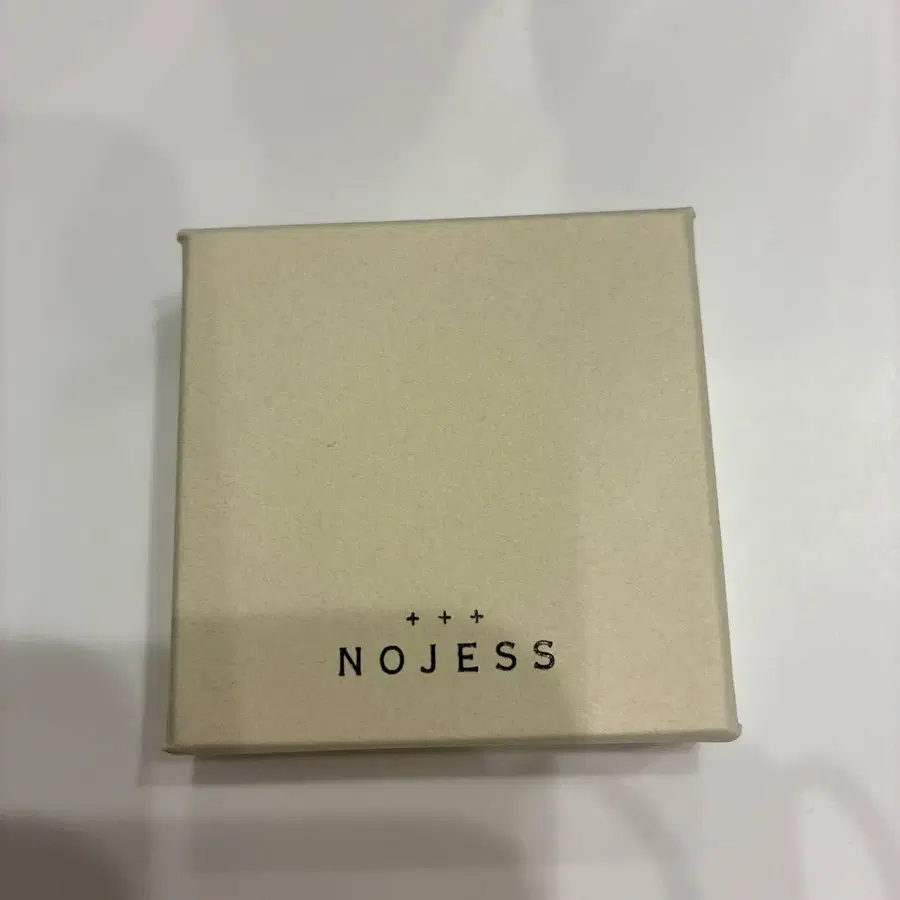 + + +
NOJESS